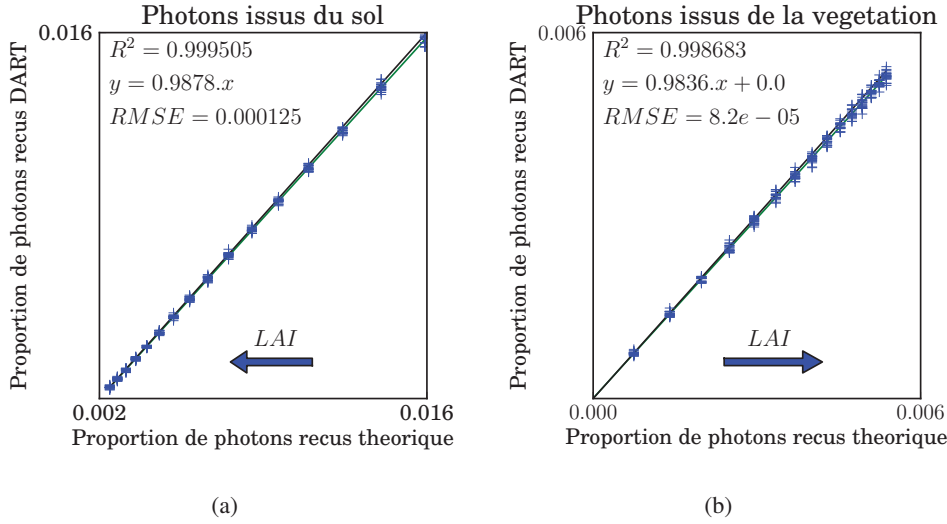 Photons issus du sol
0.016
R² = 0.999505
y = 0.9878.x
RMSE = 0.000125
Proportion de photons recus DART
LAI
0.002
0.016
Proportion de photons recus theorique
(a)
Photons issus de la vegetation
0.006
R² = 0.998683
y = 0.9836.x + 0.0
RMSE = 8.2e − 05
Proportion de photons recus DART
LAI
0.000
0.006
Proportion de photons recus theorique
(b)